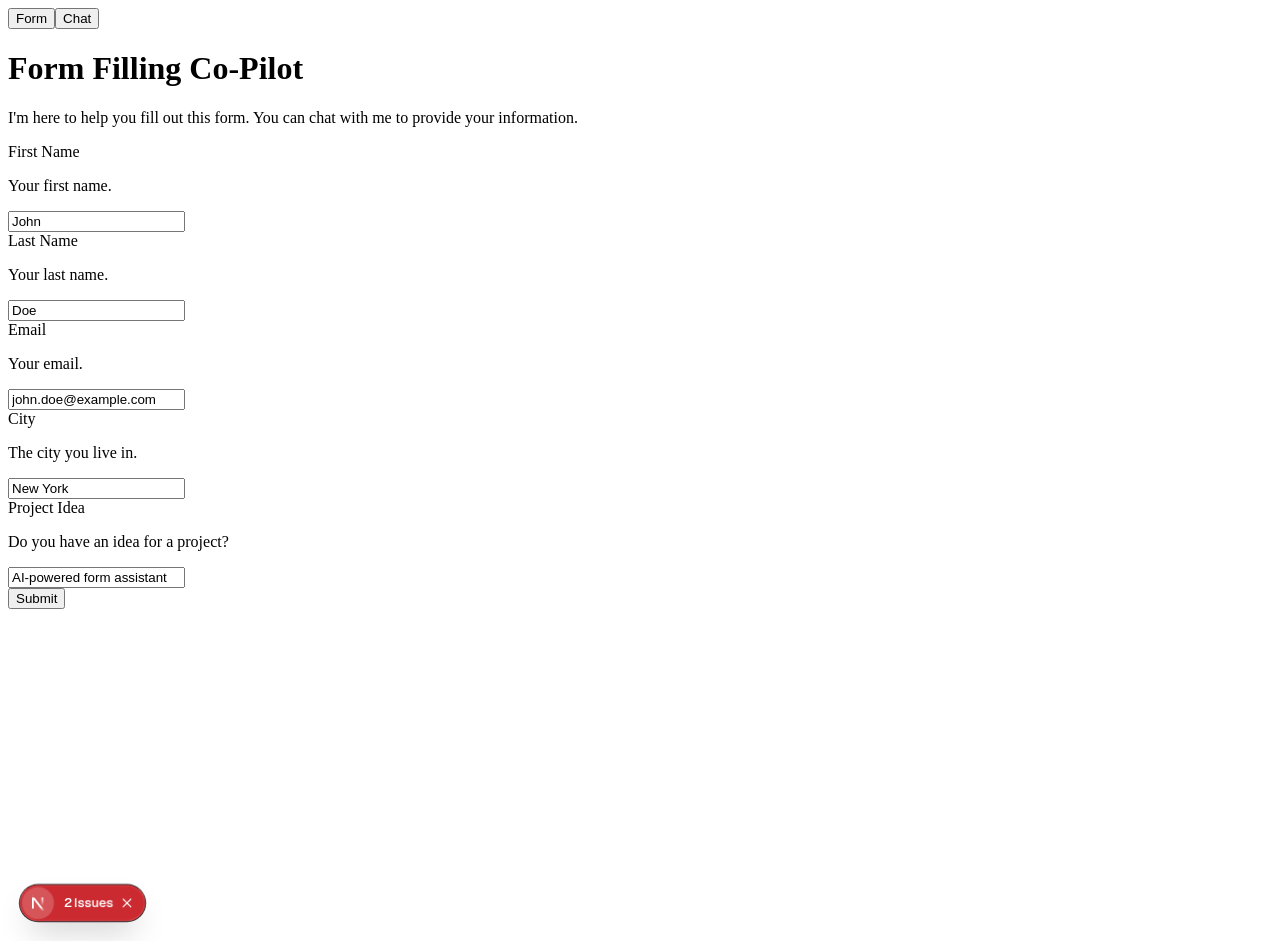 Form Chat
Form Filling Co-Pilot
I'm here to help you fill out this form. You can chat with me to provide your information.
First Name
Your first name.
John
Last Name
Your last name.
Doe
Email
Your email.
john.doe@example.com
City
The city you live in.
New York
Project Idea
Do you have an idea for a project?
AI-powered form assistant
Submit
2 Issues